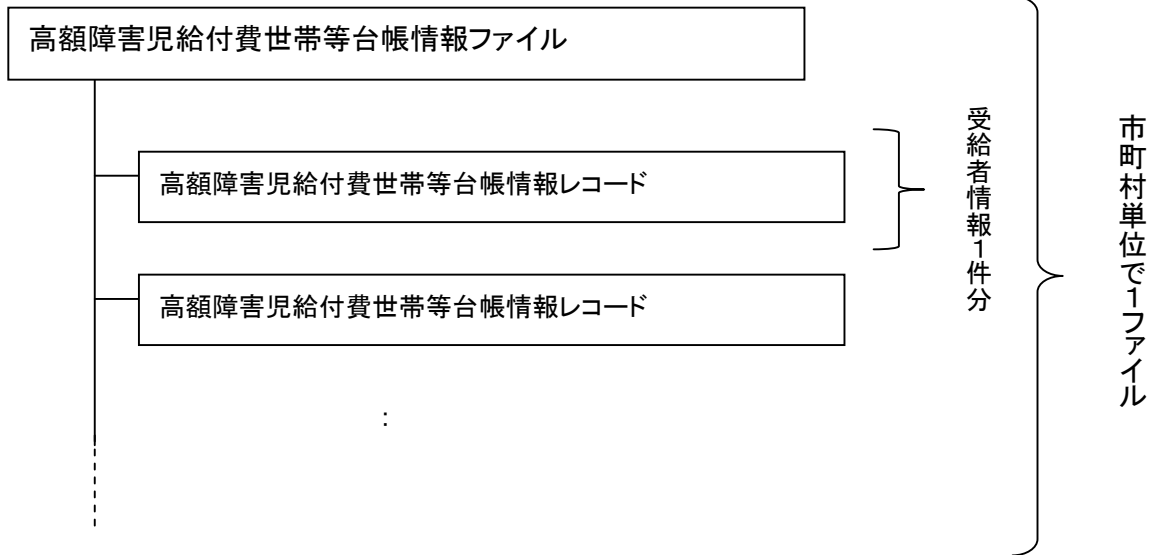 高額障害児給付費世帯等台帳情報ファイル
高額障害児給付費世帯等台帳情報レコード
高額障害児給付費世帯等台帳情報レコード
:
受給者情報1件分
市町村単位で1ファイル